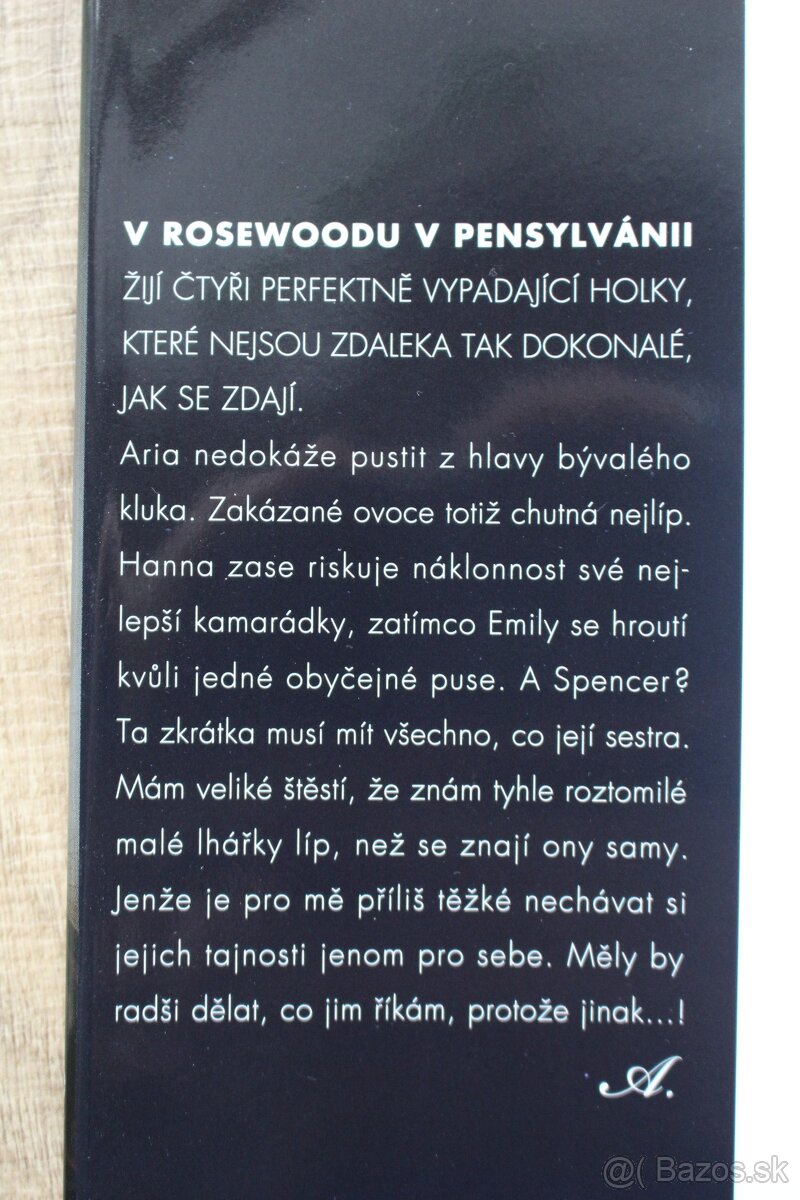 V ROSEWOODU V PENSYLVÁNII
ŽIJÍ ČTYŘI PERFEKTNĚ VYPADAJÍCÍ HOLKY,
KTERÉ NEJSOU ZDALEKA TAK DOKONALÉ,
JAK SE ZDAJÍ.
Aria nedokáže pustit z hlavy bývalého
kluka. Zakázané ovoce totiž chutná nejlíp.
Hanna zase riskuje náklonnost své nej-
lepší kamarádky, zatímco Emily se hroutí
kvůli jedné obyčejné puse. A Spencer?
Ta zkrátka musí mít všechno, co její sestra.
Mám veliké štěstí, že znám tyhle roztomilé
malé lhářky líp, než se znají ony samy.
Jenže je pro mě příliš těžké nechávat si
jejich tajnosti jenom pro sebe. Měly by
radši dělat, co jim říkám, protože jinak...!
A.
@( Bazos.sk